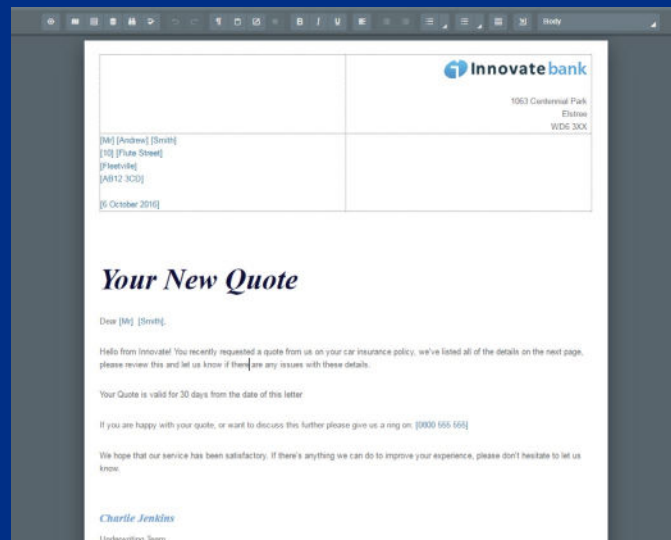 Body
Innovate bank
1063 Centennial Park
Elstree
WD6 3XX
[Mr] [Andrew] [Smith]
[10] [Flute Street]
[Fleetville]
[AB12 3CD]
[6 October 2016]
Your New Quote
Dear [Mr] [Smith],
Hello from Innovate! You recently requested a quote from us on your car insurance policy, we've listed all of the details on the next page,
please review this and let us know if there are any issues with these details.
Your Quote is valid for 30 days from the date of this letter
If you are happy with your quote, or want to discuss this further please give us a ring on: [0800 555 555]
We hope that our service has been satisfactory. If there's anything we can do to improve your experience, please don't hesitate to let us
know.
Charlie Jenkins
Underwriting Team